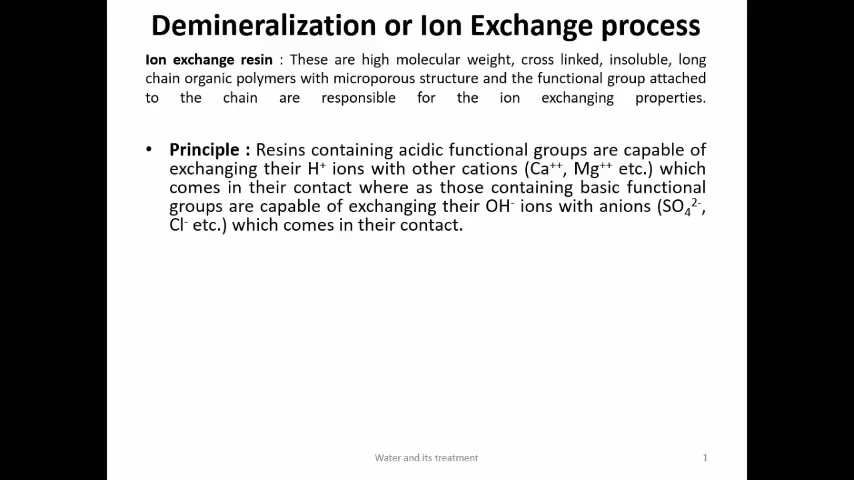 Demineralization or Ion Exchange process
Ion exchange resin : These are high molecular weight, cross linked, insoluble, long
chain organic polymers with microporous structure and the functional group attached
to the chain are responsible for the ion exchanging properties.
• Principle : Resins containing acidic functional groups are capable of
exchanging their H⁺ ions with other cations (Ca⁺⁺, Mg⁺⁺ etc.) which
comes in their contact where as those containing basic functional
groups are capable of exchanging their OH⁻ ions with anions (SO₄²⁻,
Cl⁻ etc.) which comes in their contact.
Water and its treatment
1